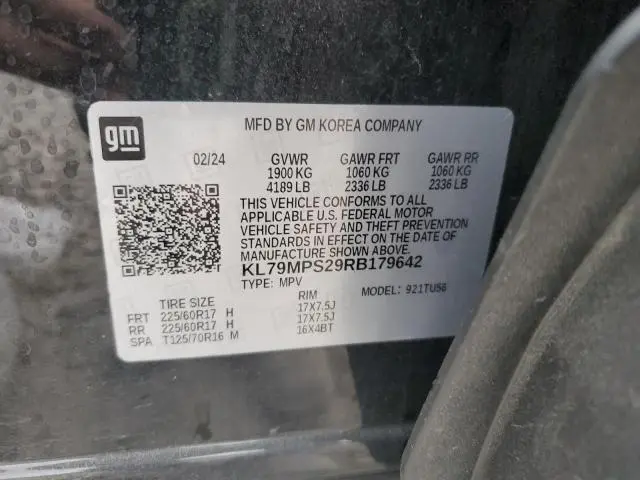 gm
MFD BY GM KOREA COMPANY
02/24 GVWR GAWR FRT GAWR RR
1900 KG 1060 KG 1060 KG
4189 LB 2336 LB 2336 LB
THIS VEHICLE CONFORMS TO ALL
APPLICABLE U.S. FEDERAL MOTOR
VEHICLE SAFETY AND THEFT PREVENTION
STANDARDS IN EFFECT ON THE DATE OF
MANUFACTURE SHOWN ABOVE.
KL79MPS29RB179642
TYPE: MPV MODEL: 921TU56
TIRE SIZE RIM
FRT 225/60R17 H 17X7.5J
RR 225/60R17 H 17X7.5J
SPA T125/70R16 M 16X4BT